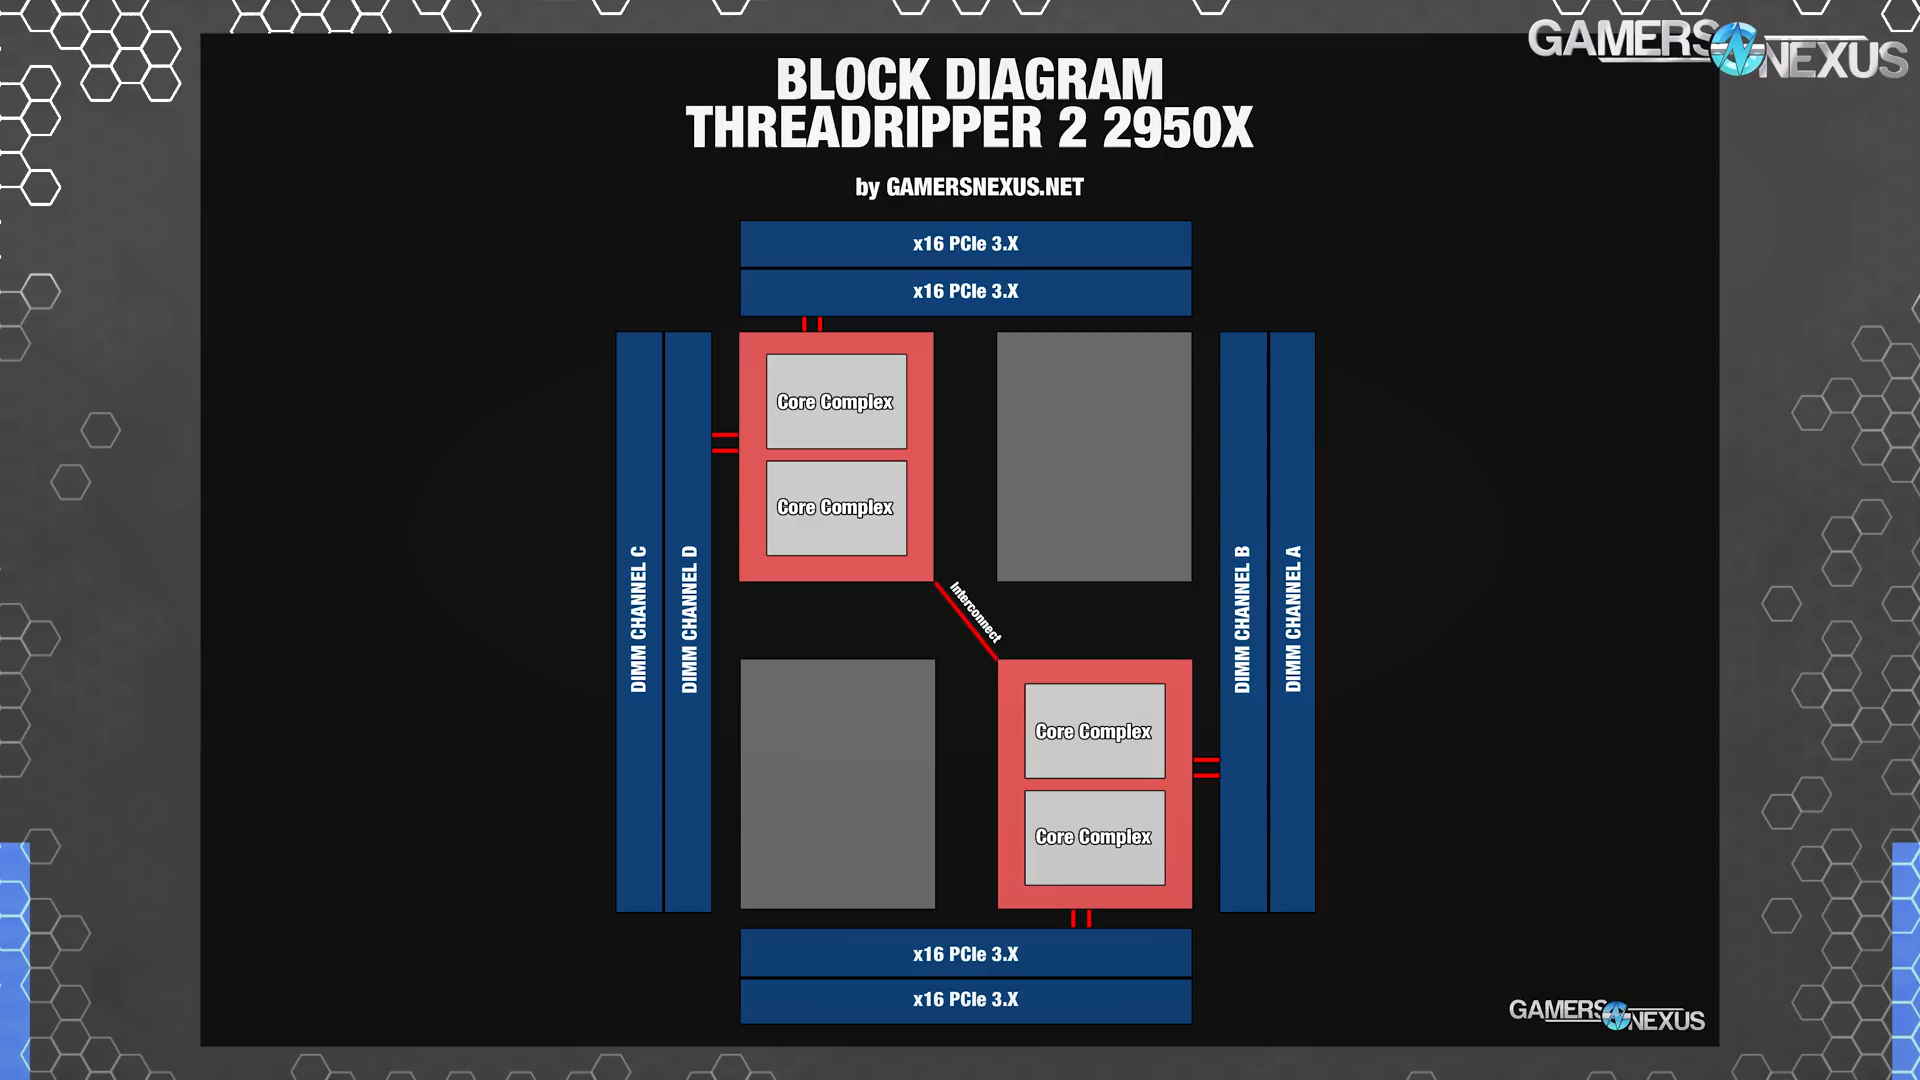 GAMERS NEXUS
BLOCK DIAGRAM
THREADRIPPER 2 2950X
by GAMERSNEXUS.NET
x16 PCIe 3.X
x16 PCIe 3.X
DIMM CHANNEL C
DIMM CHANNEL D
Core Complex
Core Complex
Interconnect
Core Complex
Core Complex
DIMM CHANNEL B
DIMM CHANNEL A
x16 PCIe 3.X
x16 PCIe 3.X
GAMERS NEXUS